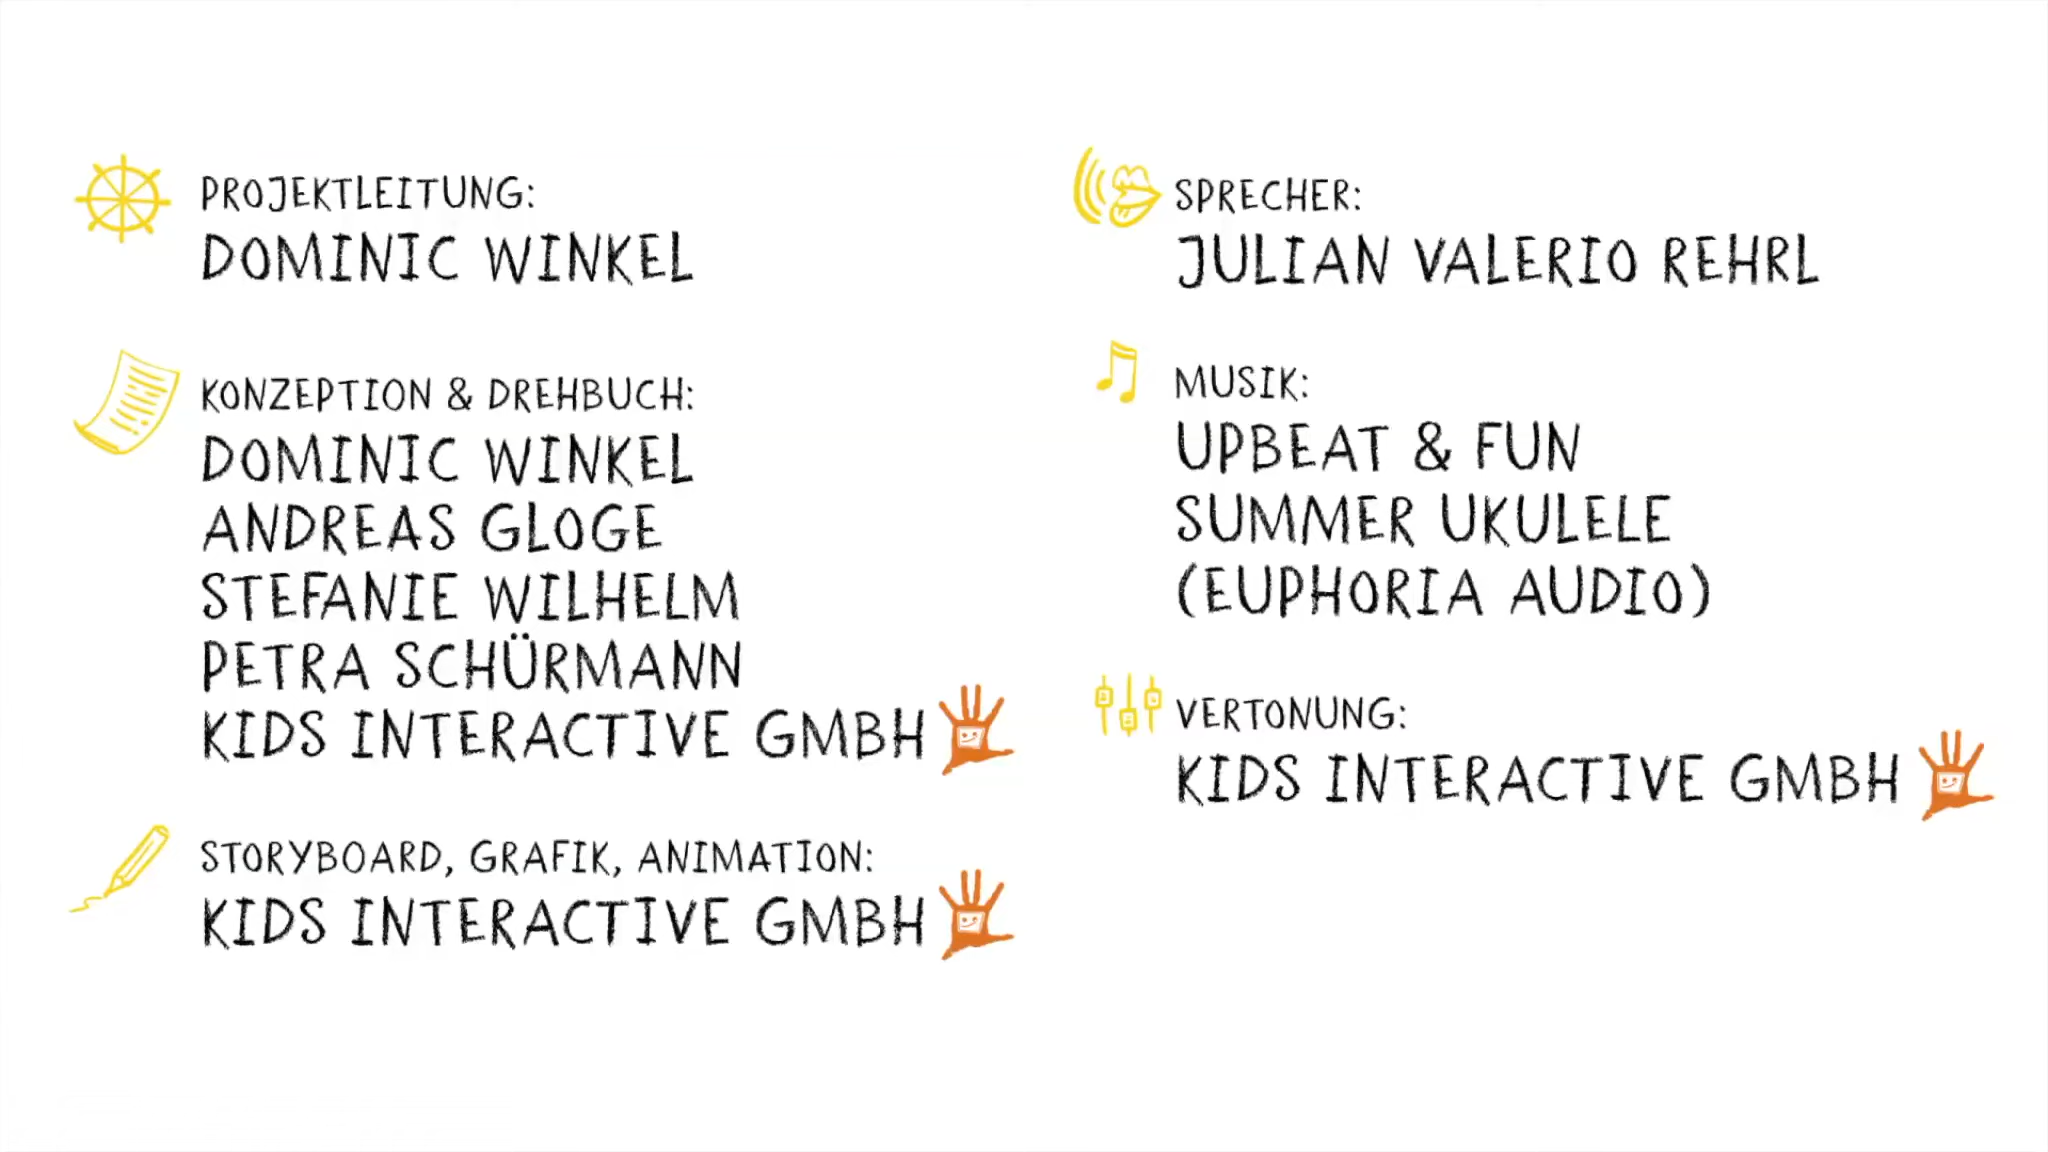 PROJEKTLEITUNG:
DOMINIC WINKEL
KONZEPTION & DREHBUCH:
DOMINIC WINKEL
ANDREAS GLOGE
STEFANIE WILHELM
PETRA SCHÜRMANN
KIDS INTERACTIVE GMBH
STORYBOARD, GRAFIK, ANIMATION:
KIDS INTERACTIVE GMBH
SPRECHER:
JULIAN VALERIO REHRL
MUSIK:
UPBEAT & FUN
SUMMER UKULELE
(EUPHORIA AUDIO)
VERTONUNG:
KIDS INTERACTIVE GMBH